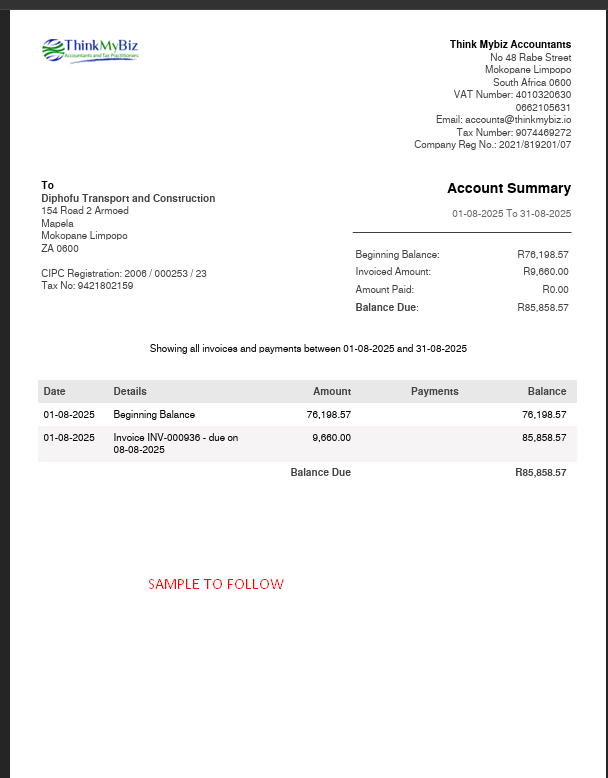 ThinkMyBiz
Accountants and Tax Practitioners
Think Mybiz Accountants
No 48 Rabe Street
Mokopane Limpopo
South Africa 0600
VAT Number: 4010320630
0662105631
Email: accounts@thinkmybiz.io
Tax Number: 9074469272
Company Reg No.: 2021/819201/07
To
Diphofu Transport and Construction
154 Road 2 Armoed
Mapela
Mokopane Limpopo
ZA 0600
CIPC Registration: 2006 / 000253 / 23
Tax No: 9421802159
Account Summary
01-08-2025 To 31-08-2025
Beginning Balance: R76,198.57
Invoiced Amount: R9,660.00
Amount Paid: R0.00
Balance Due: R85,858.57
Showing all invoices and payments between 01-08-2025 and 31-08-2025
Date Details Amount Payments Balance
01-08-2025 Beginning Balance 76,198.57 76,198.57
01-08-2025 Invoice INV-000936 - due on 9,660.00 85,858.57
08-08-2025
Balance Due R85,858.57
SAMPLE TO FOLLOW